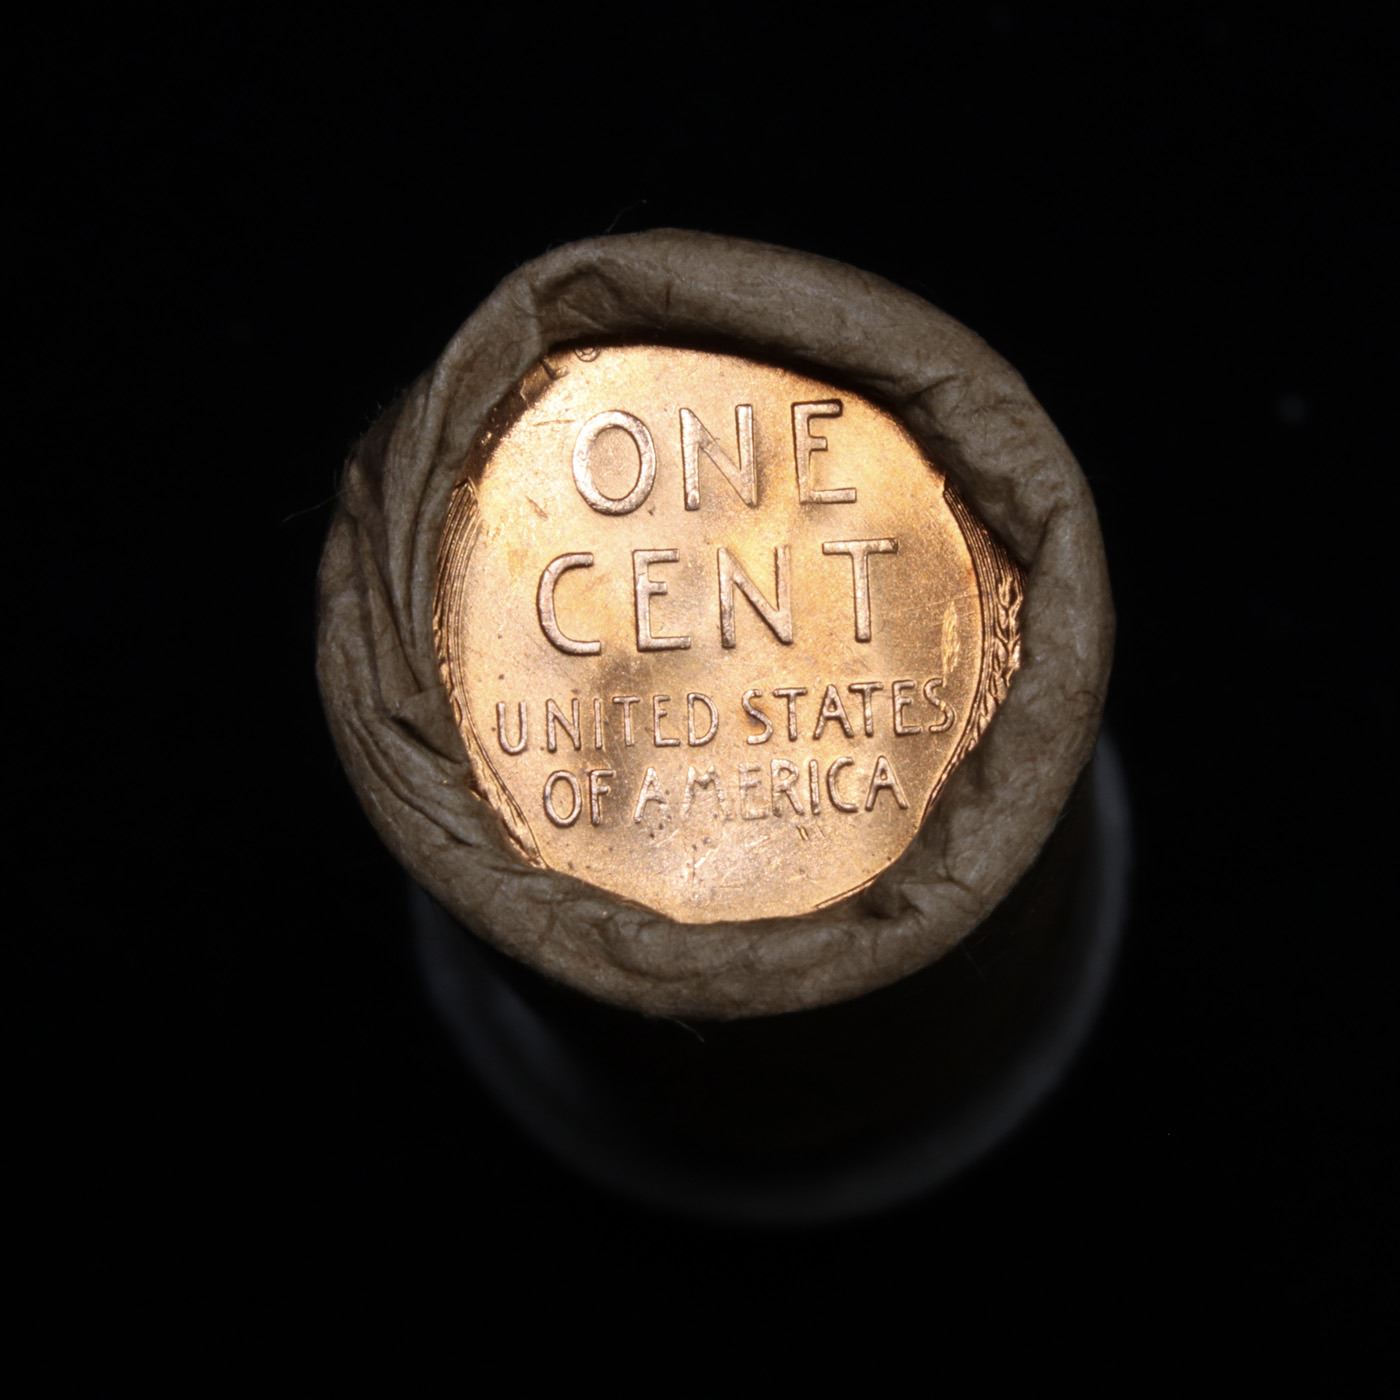 ONE
CENT
UNITED STATES
OF AMERICA